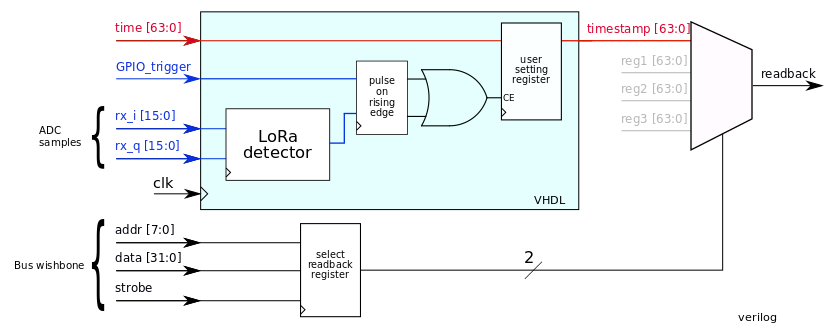 time [63:0]
timestamp [63:0]
GPIO_trigger
user
setting
register
reg1 [63:0]
readback
pulse
on
rising
edge
reg2 [63:0]
CE
rx_i [15:0]
reg3 [63:0]
ADC
samples
LoRa
detector
rx_q [15:0]
clk
VHDL
addr [7:0]
data [31:0]
Bus wishbone
strobe
select
readback
register
2
verilog